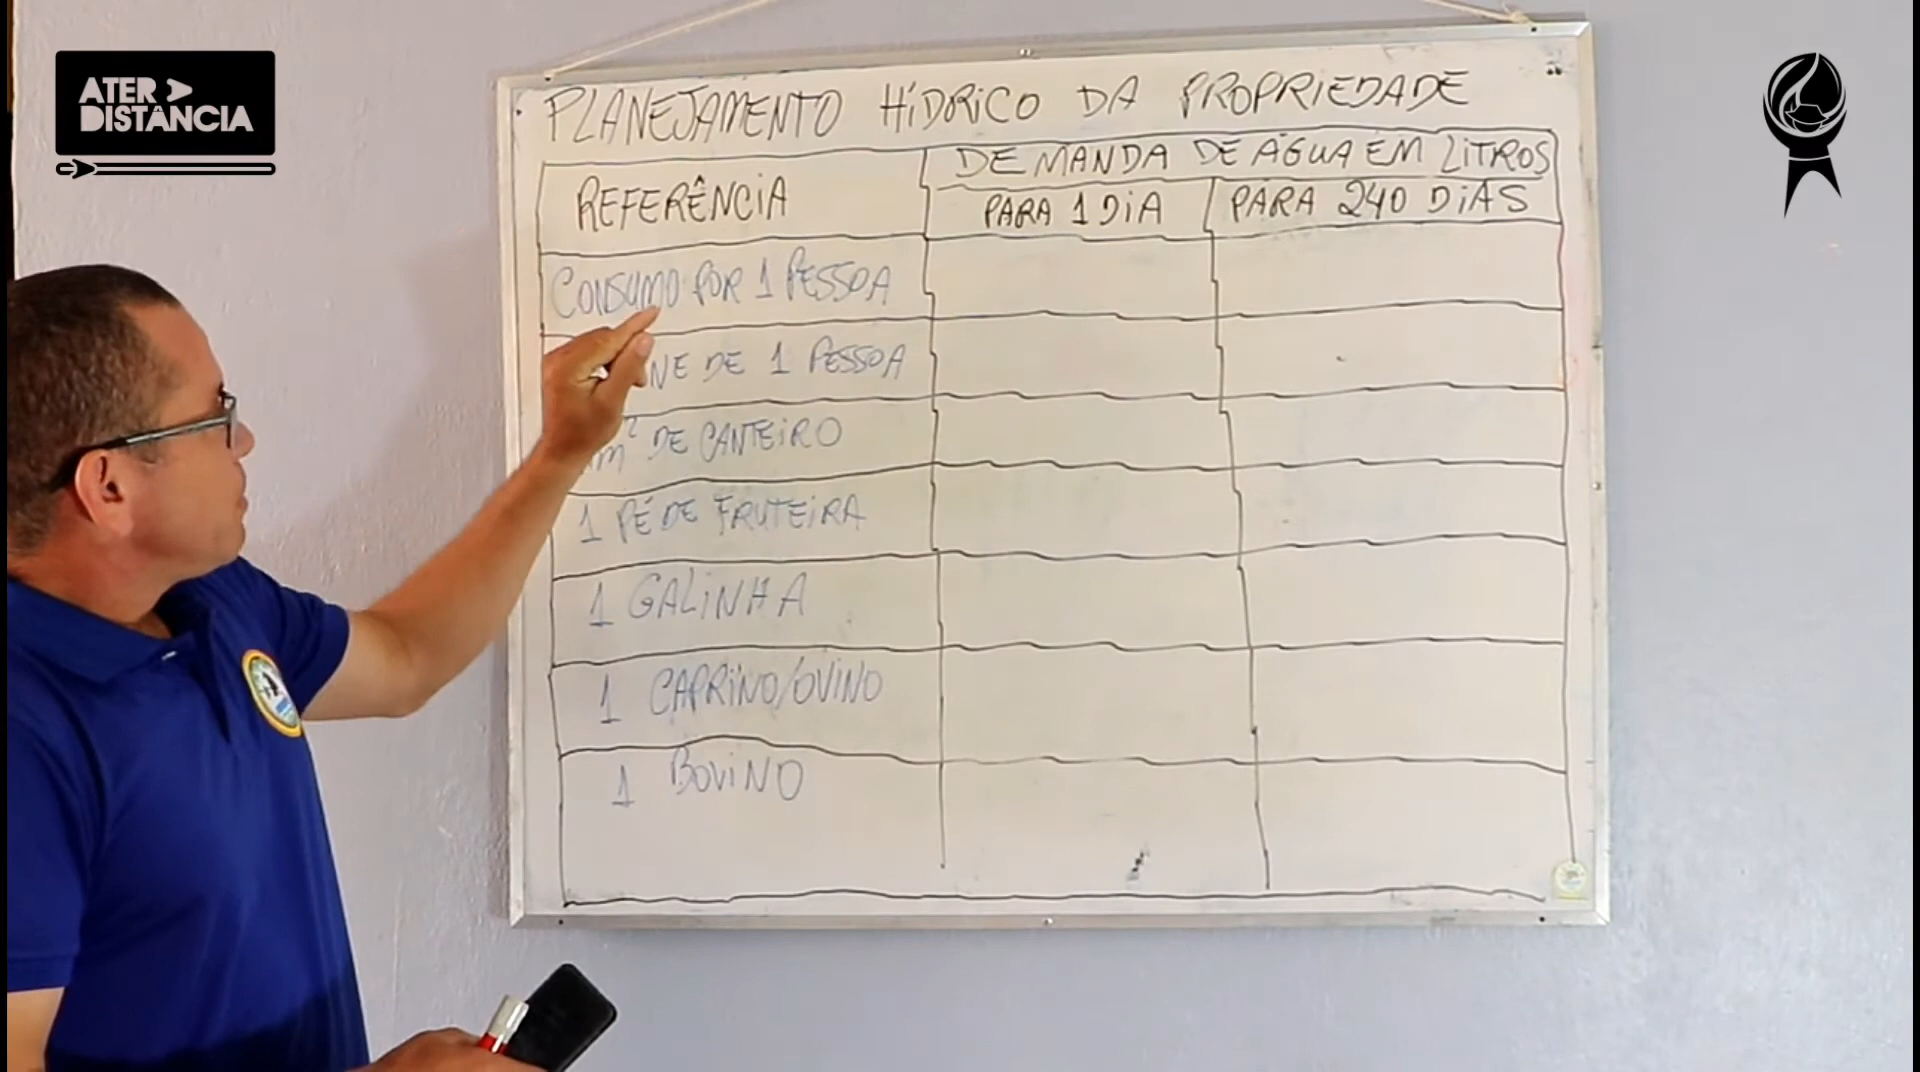 ATER
DISTÂNCIA
PLANEJAMENTO HÍDRICO DA PROPRIEDADE
REFERÊNCIA
DEMANDA DE ÁGUA EM LITROS
PARA 1 DIA
PARA 240 DIAS
CONSUMO POR 1 PESSOA
NE DE 1 PESSOA
m² DE CANTEIRO
1 PÉ DE FRUTEIRA
1 GALINHA
1 CAPRINO/OVINO
1 BOVINO